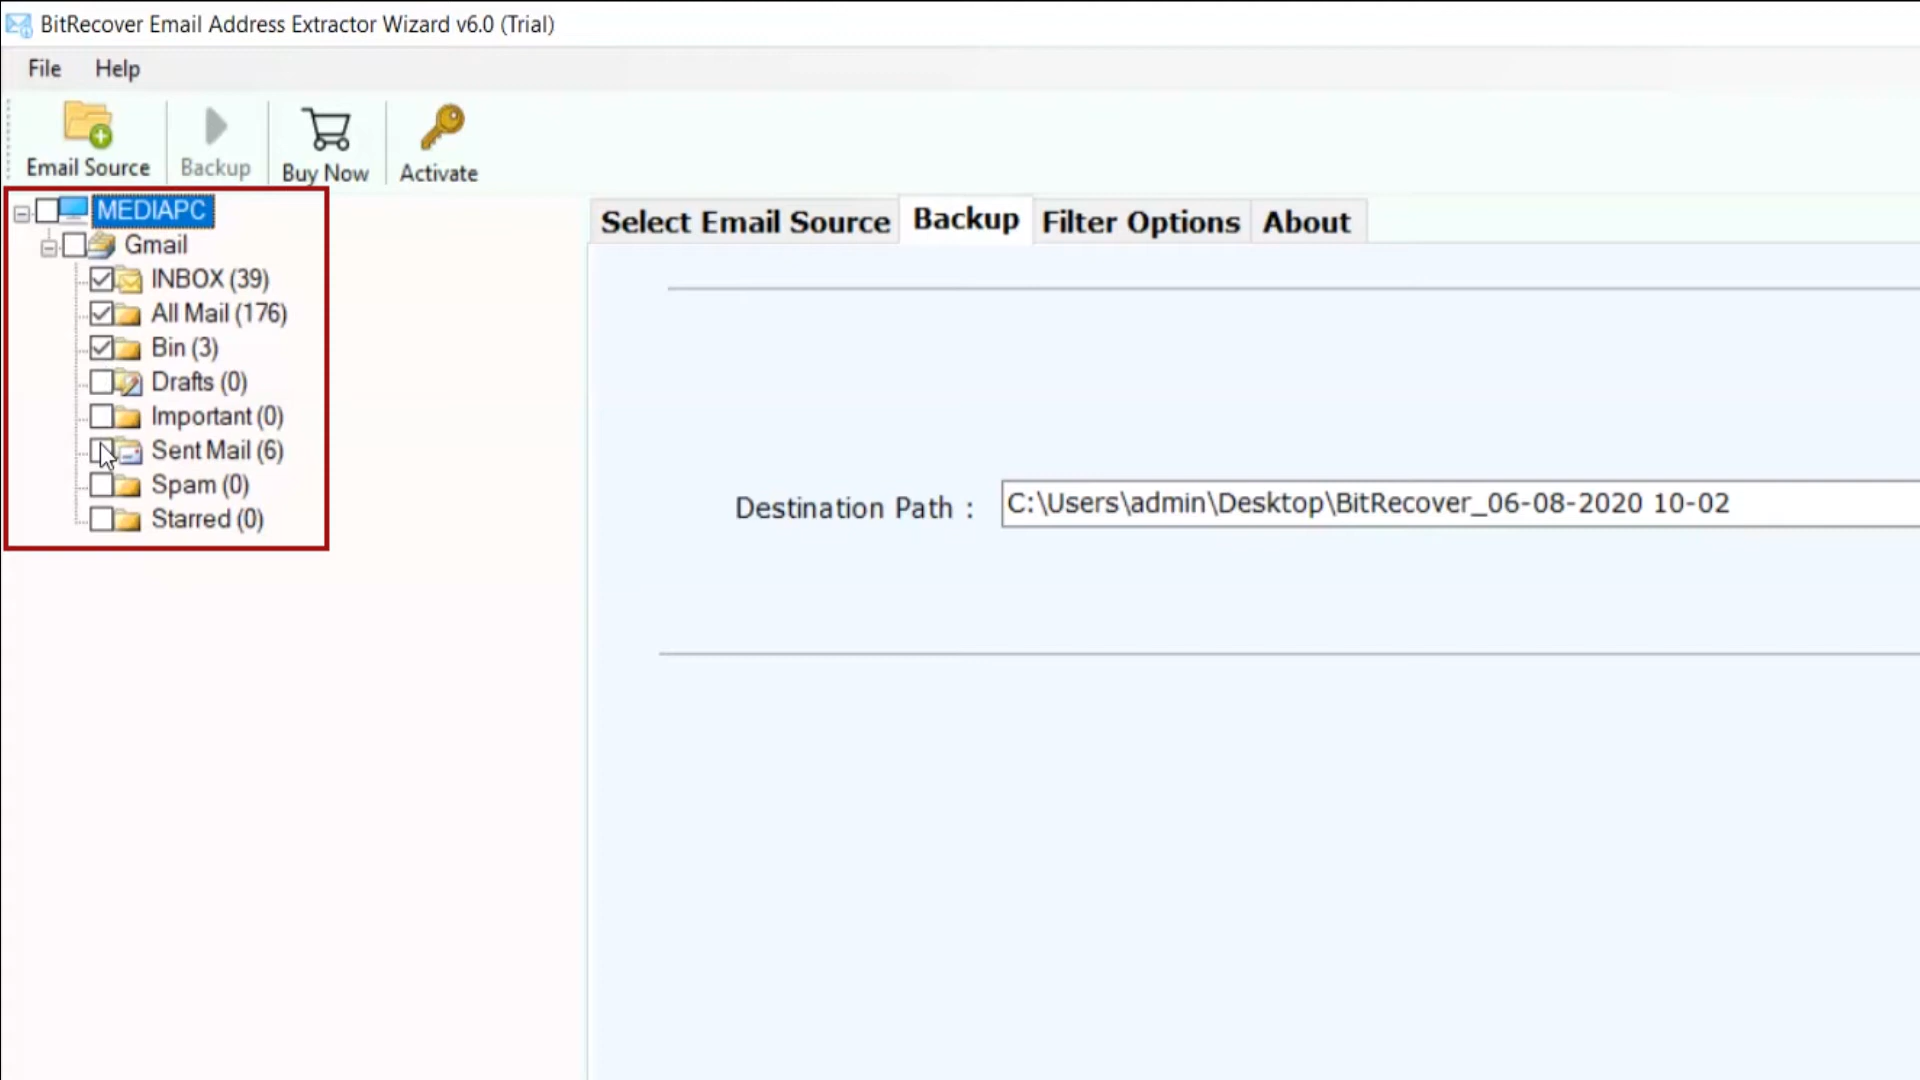 BitRecover Email Address Extractor Wizard v6.0 (Trial)
File Help
Email Source Backup Buy Now Activate
MEDIAPC
Gmail
INBOX (39)
All Mail (176)
Bin (3)
Drafts (0)
Important (0)
Sent Mail (6)
Spam (0)
Starred (0)
Select Email Source Backup Filter Options About
Destination Path : C:\Users\admin\Desktop\BitRecover_06-08-2020 10-02